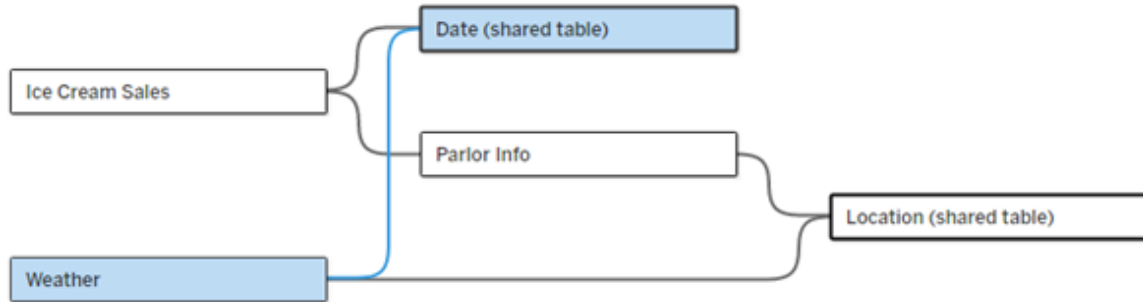 Date (shared table)
Ice Cream Sales
Parlor Info
Location (shared table)
Weather